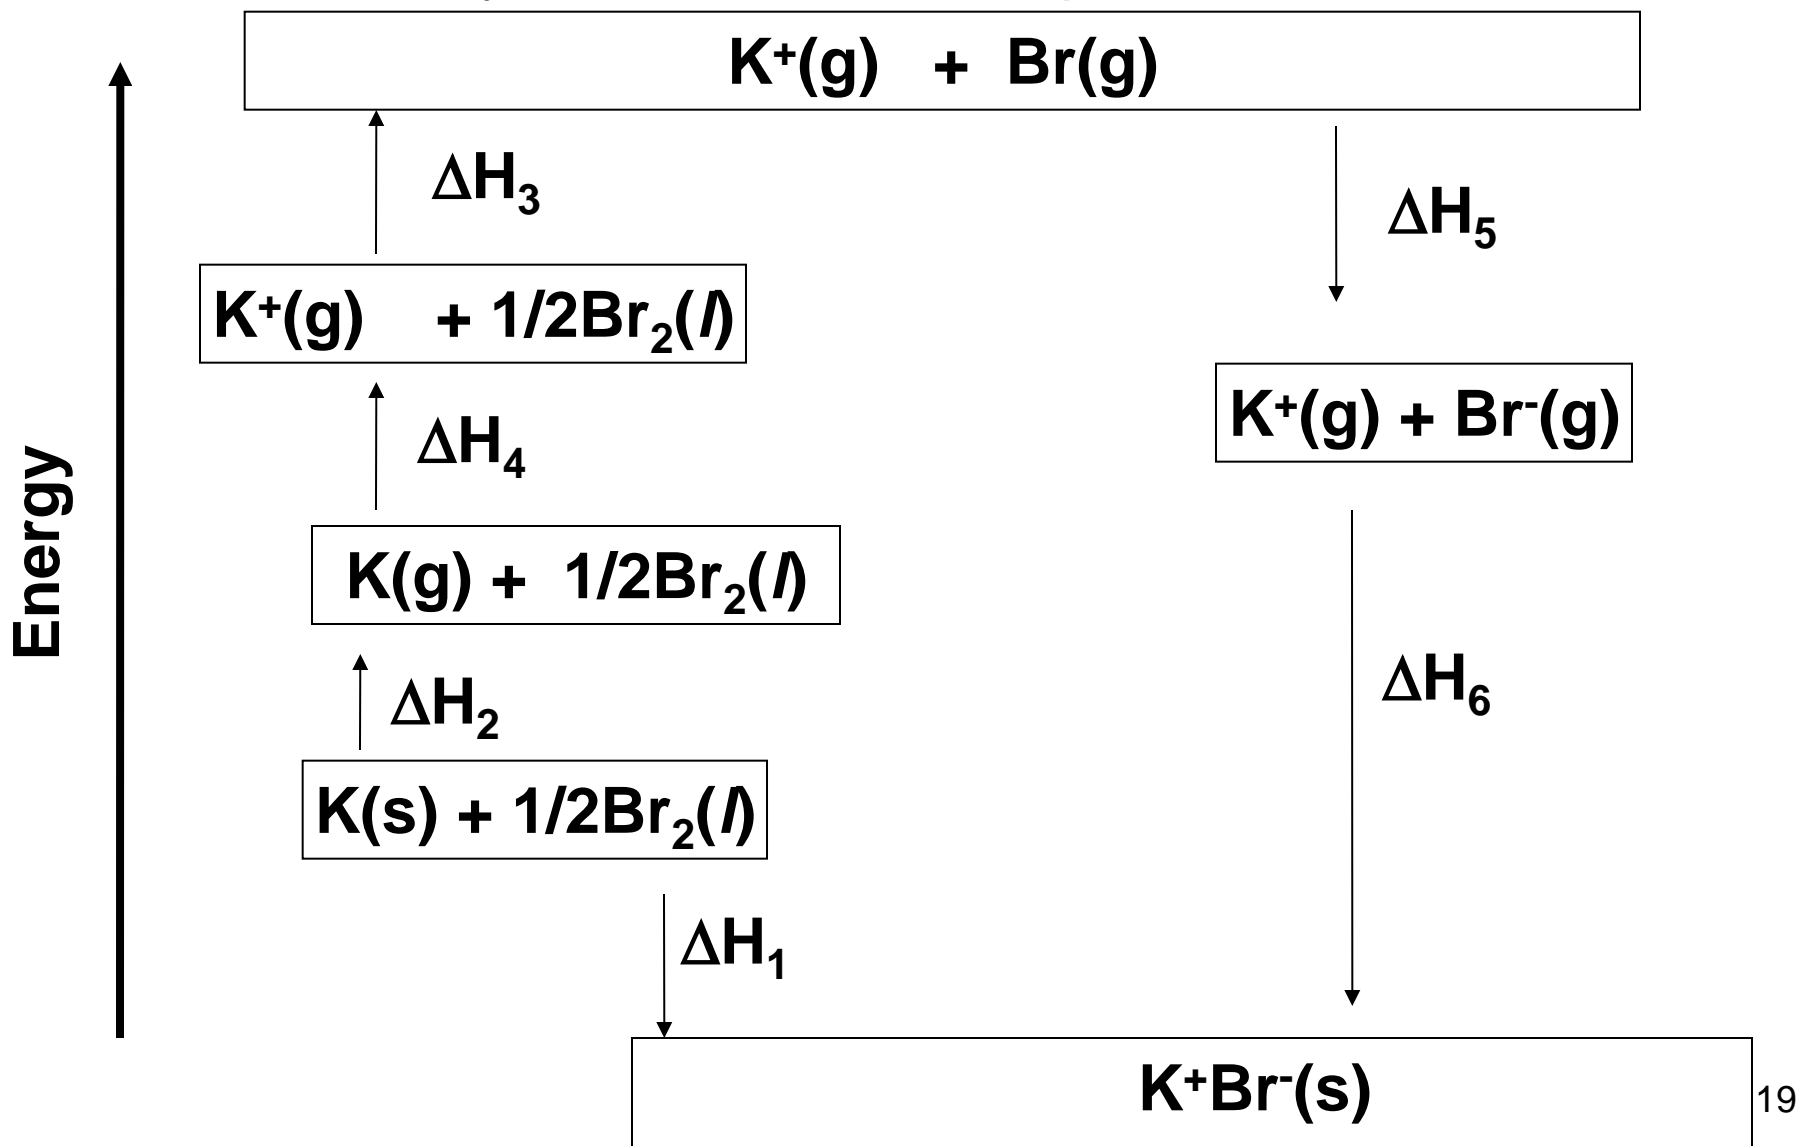 K⁺(g) + Br(g)
ΔH₃
ΔH₅
K⁺(g) + 1/2Br₂(l)
K⁺(g) + Br⁻(g)
ΔH₄
Energy
K(g) + 1/2Br₂(l)
ΔH₂
ΔH₆
K(s) + 1/2Br₂(l)
ΔH₁
K⁺Br⁻(s)
19